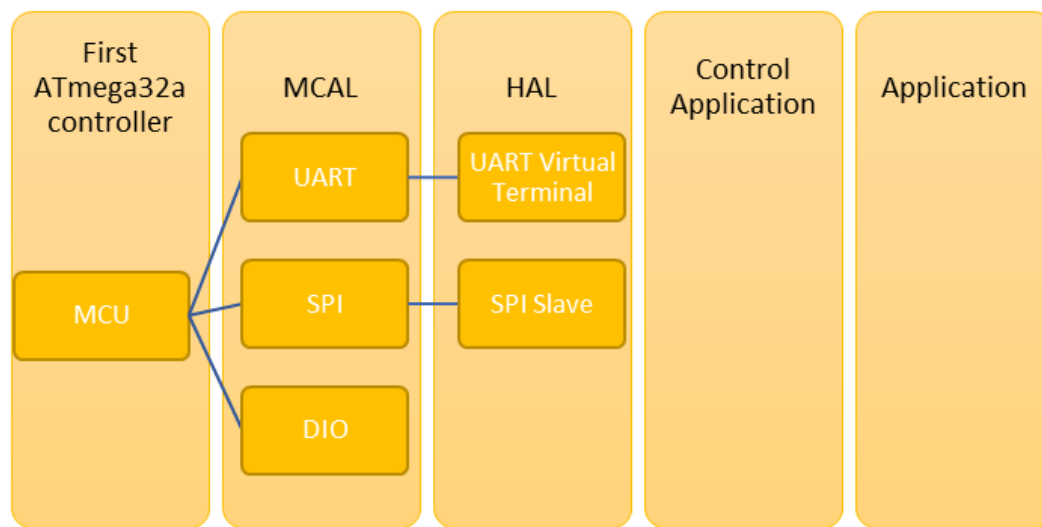 First
ATmega32a
controller
MCAL
HAL
Control
Application
Application
UART
UART Virtual
Terminal
MCU
SPI
SPI Slave
DIO